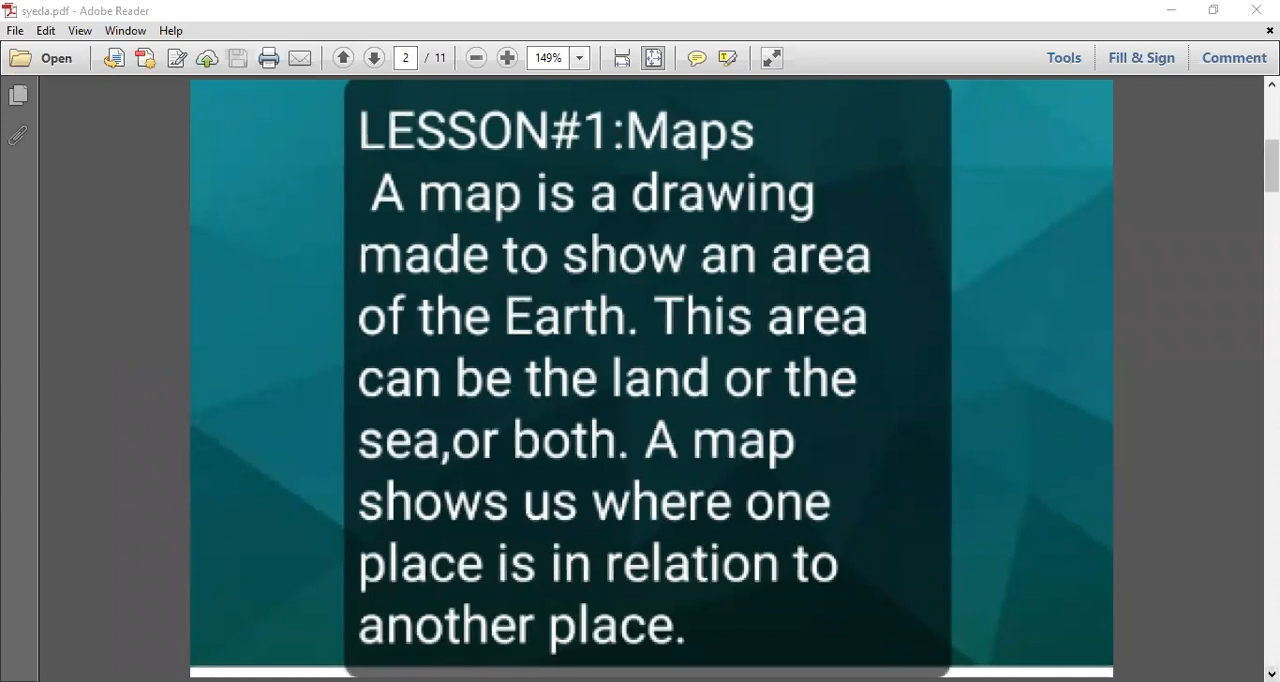 syeda.pdf - Adobe Reader
File Edit View Window Help
Open 2 / 11 149% Tools Fill & Sign Comment
LESSON#1:Maps
A map is a drawing
made to show an area
of the Earth. This area
can be the land or the
sea,or both. A map
shows us where one
place is in relation to
another place.